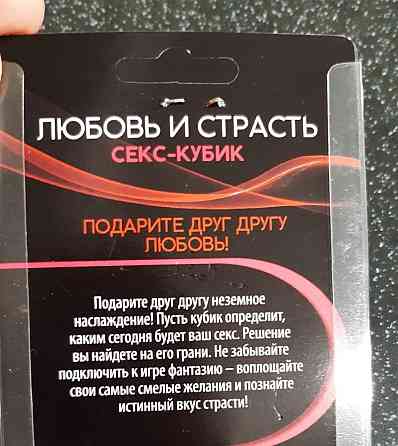 ЛЮБОВЬ И СТРАСТЬ
СЕКС-КУБИК
ПОДАРИТЕ ДРУГ ДРУГУ
ЛЮБОВЬ!
Подарите друг другу неземное
наслаждение! Пусть кубик определит,
каким сегодня будет ваш секс. Решение
вы найдете на его грани. Не забывайте
подключить к игре фантазию – воплощайте
свои самые смелые желания и познайте
истинный вкус страсти!